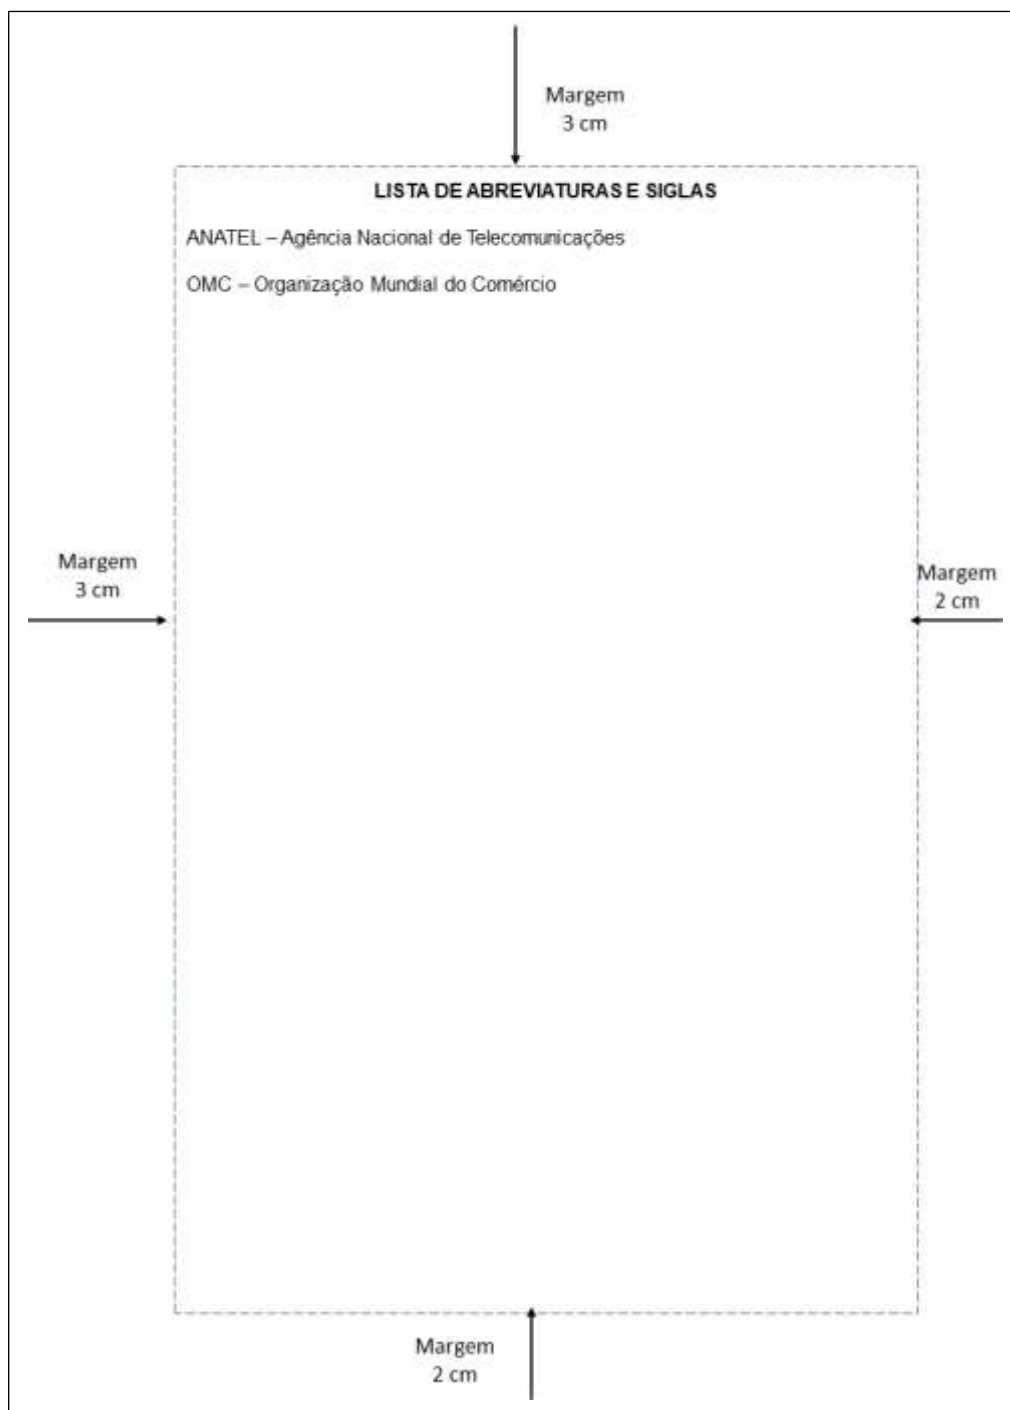 Margem
3 cm
LISTA DE ABREVIATURAS E SIGLAS
ANATEL – Agência Nacional de Telecomunicações
OMC – Organização Mundial do Comércio
Margem
3 cm
Margem
2 cm
Margem
2 cm